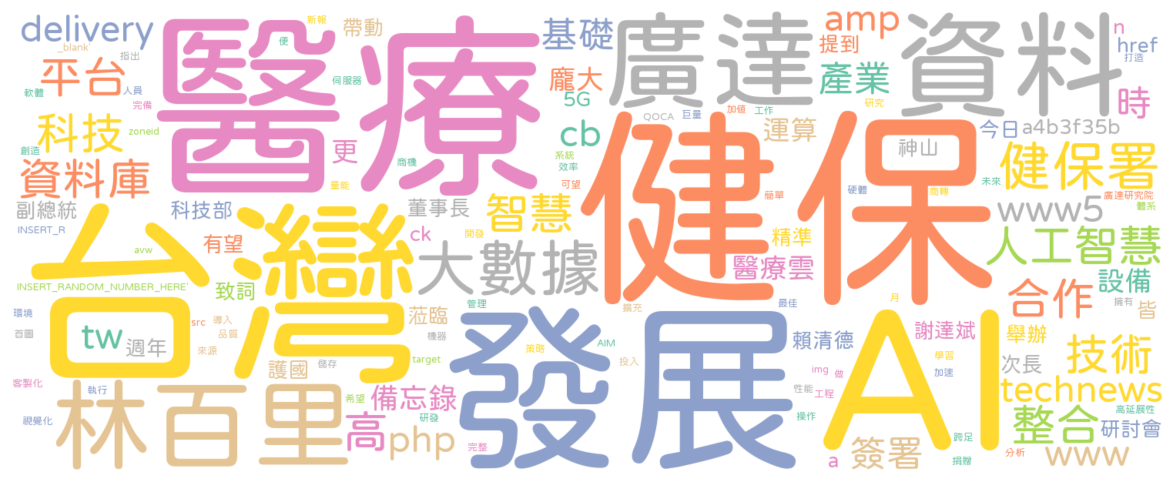 delivery
_blank'
指出
平台
軟體
人員
完備
科技
zoneid
創造
資料庫
新報
便
帶動
伺服器
醫療
更
商機
量能
基礎
龐大
5G
cb
系統
效率
可望
廣達
QOCA
巨量
加值
工作
運算
簡單
amp
提到
產業
研究
資料
n
href
打造
時
今日
a4b3f35b
神山
健保署
未來
硬體
商轉
廣達研究院
體系
www5
人工智慧
健保
精準
醫療雲
副總統
科技部
INSERT_R
有望
avw
INSERT_RANDOM_NUMBER_HERE'
致詞
董事長
ck
智慧
開發
大數據
台灣
tw
週年
環境
百圖
src
導入
品質
來源
護國
儲存
蒞臨
機器
target
管理
最佳
擴充
設備
合作
擁有
皆
月
賴清德
謝達斌
舉辦
次長
技術
發展
策略
AIM
投入
AI
學習
加速
img
做
性能
工程
操作
technews
高延展性
整合
研討會
客製化
執行
視覺化
林百里
希望
備忘錄
研發
高
php
完整
a
簽署
跨足
捐贈
分析
www